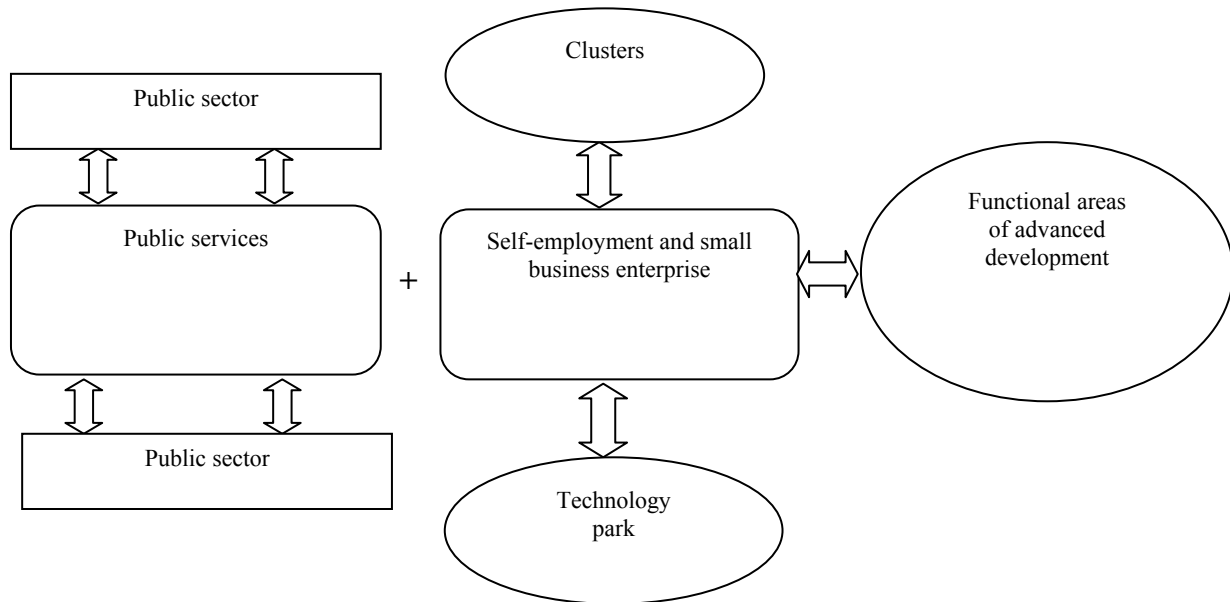 Clusters
Public sector
Functional areas
of advanced
development
Public services
Self-employment and small
business enterprise
+
Public sector
Technology
park